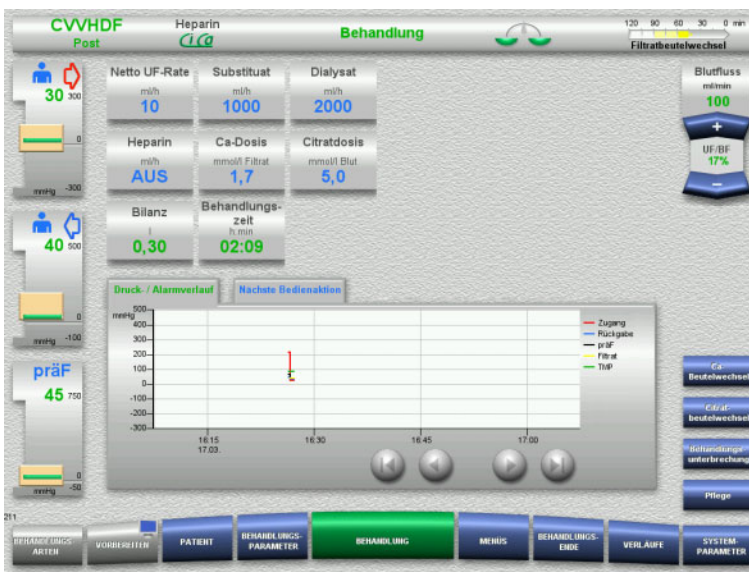 CVVHDF
Post
Heparin
CiCa
Behandlung
120 90 60 30 0 min
Filtratbeutelwechsel
30 300
0
mmHg -300
Netto UF-Rate
ml/h
10
Substituat
ml/h
1000
Dialysat
ml/h
2000
Blutfluss
ml/min
100
+
UF/BF
17%
–
Heparin
ml/h
AUS
Ca-Dosis
mmol/l Filtrat
1,7
Citratdosis
mmol/l Blut
5,0
40 500
0
mmHg -100
Bilanz
l
0,30
Behandlungs-
zeit
h.min
02:09
Druck- / Alarmverlauf
Nächste Bedienaktion
mmHg
500
400
300
200
100
0
-100
-200
-300
16:15
17.03.
16:30
16:45
17:00
Zugang
Rückgabe
präF
Filtrat
TMP
präF
45 750
0
mmHg -50
Ca-
Beutelwechsel
Citrat-
beutelwechsel
Behandlungs-
unterbrechung
Pflege
211
BEHANDLUNGS-
ARTEN
VORBEREITEN
PATIENT
BEHANDLUNGS-
PARAMETER
BEHANDLUNG
MENÜS
BEHANDLUNGS-
ENDE
VERLÄUFE
SYSTEM-
PARAMETER